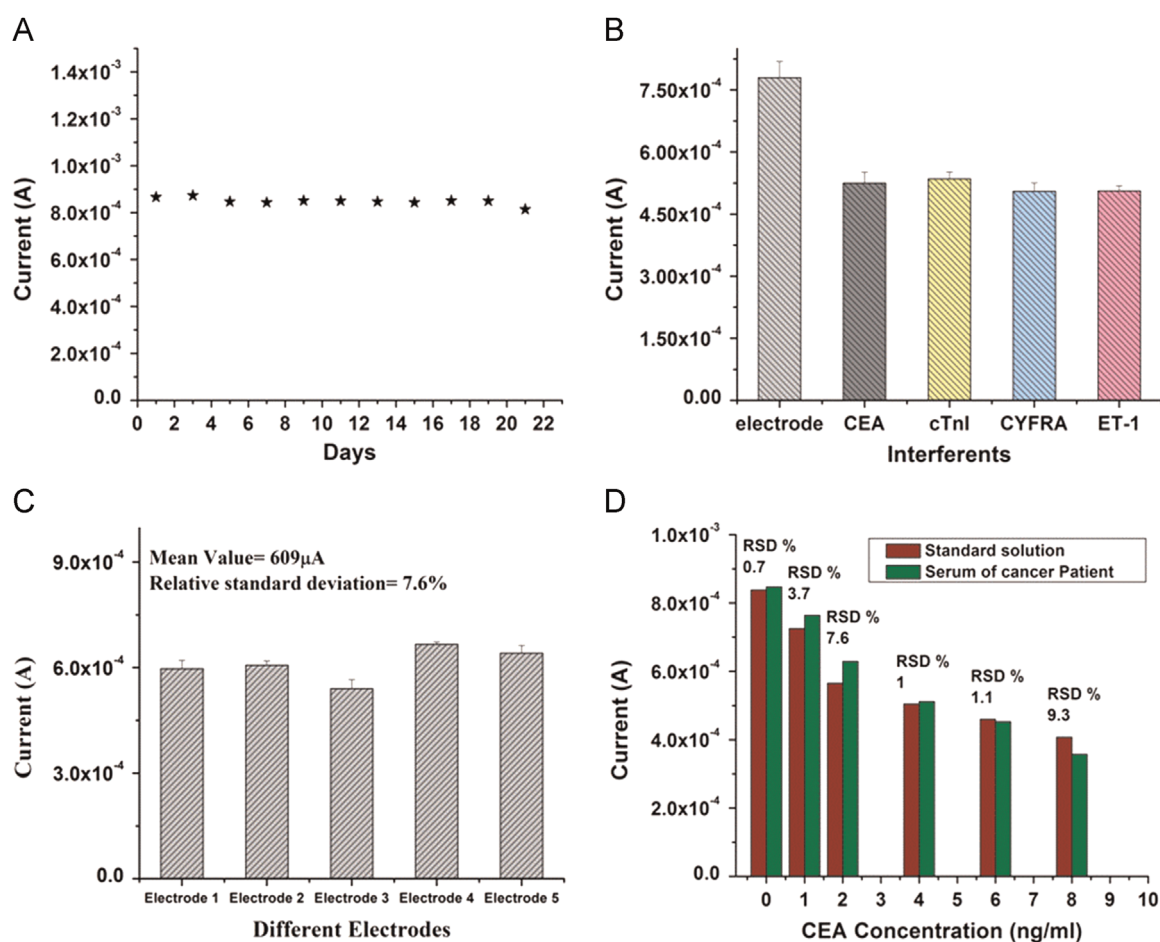 A
1.4x10⁻³
1.2x10⁻³
1.0x10⁻³
8.0x10⁻⁴
6.0x10⁻⁴
4.0x10⁻⁴
2.0x10⁻⁴
0.0
Current (A)
0 2 4 6 8 10 12 14 16 18 20 22
Days
B
7.50x10⁻⁴
6.00x10⁻⁴
4.50x10⁻⁴
3.00x10⁻⁴
1.50x10⁻⁴
0.00
Current (A)
electrode CEA cTnI CYFRA ET-1
Interferents
C
Mean Value= 609µA
Relative standard deviation= 7.6%
9.0x10⁻⁴
6.0x10⁻⁴
3.0x10⁻⁴
0.0
Current (A)
Electrode 1 Electrode 2 Electrode 3 Electrode 4 Electrode 5
Different Electrodes
D
1.0x10⁻³
8.0x10⁻⁴
6.0x10⁻⁴
4.0x10⁻⁴
2.0x10⁻⁴
0.0
Current (A)
Standard solution
Serum of cancer Patient
RSD %
0.7
RSD %
3.7
RSD %
7.6
RSD %
1
RSD %
1.1
RSD %
9.3
0 1 2 3 4 5 6 7 8 9 10
CEA Concentration (ng/ml)